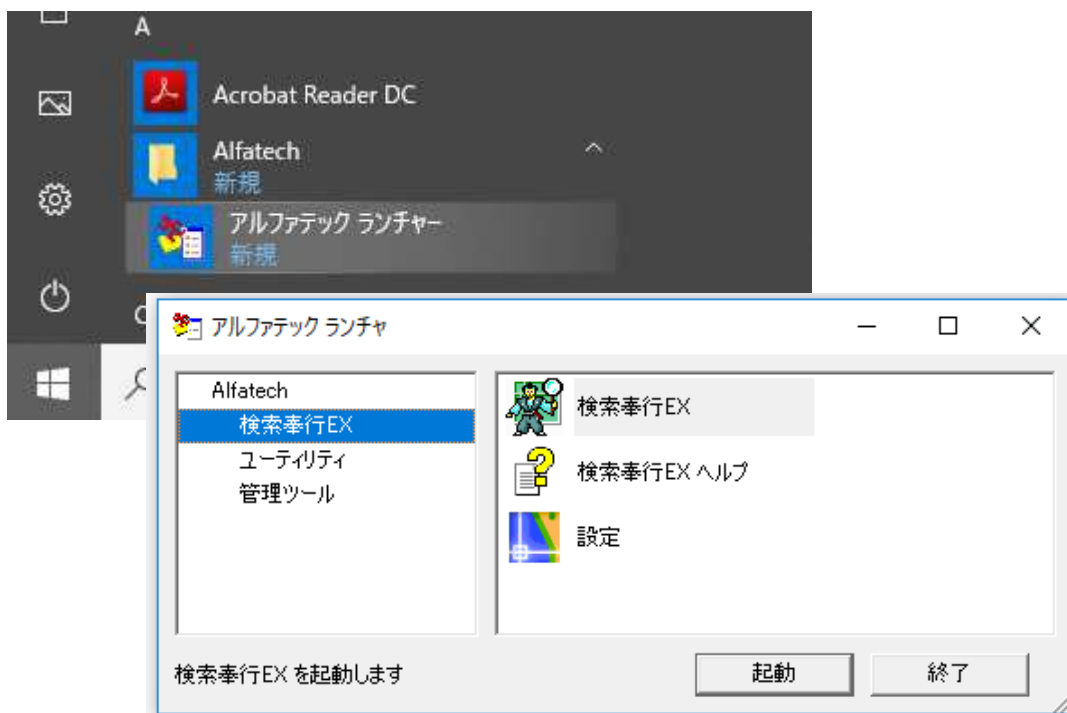 A
Acrobat Reader DC
Alfatech
新規
アルファテック ランチャー
新規
アルファテック ランチャ
Alfatech
検索奉行EX
ユーティリティ
管理ツール
検索奉行EX
検索奉行EX ヘルプ
設定
検索奉行EX を起動します
起動
終了